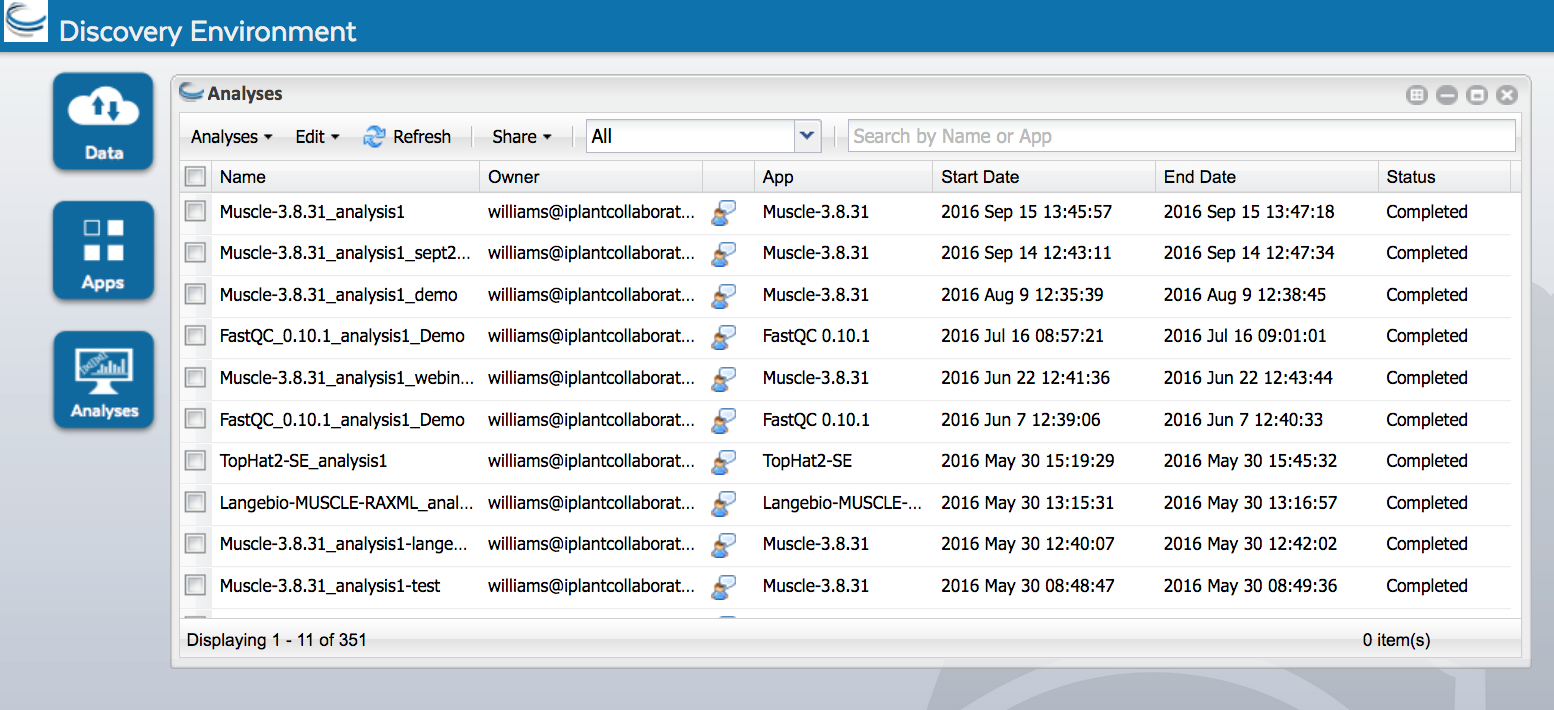 Discovery Environment
Data
Apps
Analyses
Analyses
Analyses Edit Refresh Share All Search by Name or App
Name Owner App Start Date End Date Status
Muscle-3.8.31_analysis1 williams@iplantcollaborat... Muscle-3.8.31 2016 Sep 15 13:45:57 2016 Sep 15 13:47:18 Completed
Muscle-3.8.31_analysis1_sept2... williams@iplantcollaborat... Muscle-3.8.31 2016 Sep 14 12:43:11 2016 Sep 14 12:47:34 Completed
Muscle-3.8.31_analysis1_demo williams@iplantcollaborat... Muscle-3.8.31 2016 Aug 9 12:35:39 2016 Aug 9 12:38:45 Completed
FastQC_0.10.1_analysis1_Demo williams@iplantcollaborat... FastQC 0.10.1 2016 Jul 16 08:57:21 2016 Jul 16 09:01:01 Completed
Muscle-3.8.31_analysis1_webin... williams@iplantcollaborat... Muscle-3.8.31 2016 Jun 22 12:41:36 2016 Jun 22 12:43:44 Completed
FastQC_0.10.1_analysis1_Demo williams@iplantcollaborat... FastQC 0.10.1 2016 Jun 7 12:39:06 2016 Jun 7 12:40:33 Completed
TopHat2-SE_analysis1 williams@iplantcollaborat... TopHat2-SE 2016 May 30 15:19:29 2016 May 30 15:45:32 Completed
Langebio-MUSCLE-RAXML_anal... williams@iplantcollaborat... Langebio-MUSCLE-... 2016 May 30 13:15:31 2016 May 30 13:16:57 Completed
Muscle-3.8.31_analysis1-lange... williams@iplantcollaborat... Muscle-3.8.31 2016 May 30 12:40:07 2016 May 30 12:42:02 Completed
Muscle-3.8.31_analysis1-test williams@iplantcollaborat... Muscle-3.8.31 2016 May 30 08:48:47 2016 May 30 08:49:36 Completed
Displaying 1 - 11 of 351 0 item(s)